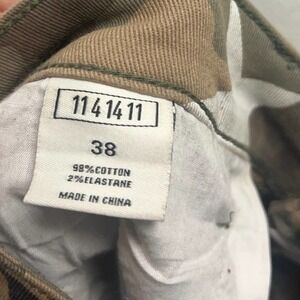 1141411
38
98%COTTON
2%ELASTANE
MADE IN CHINA